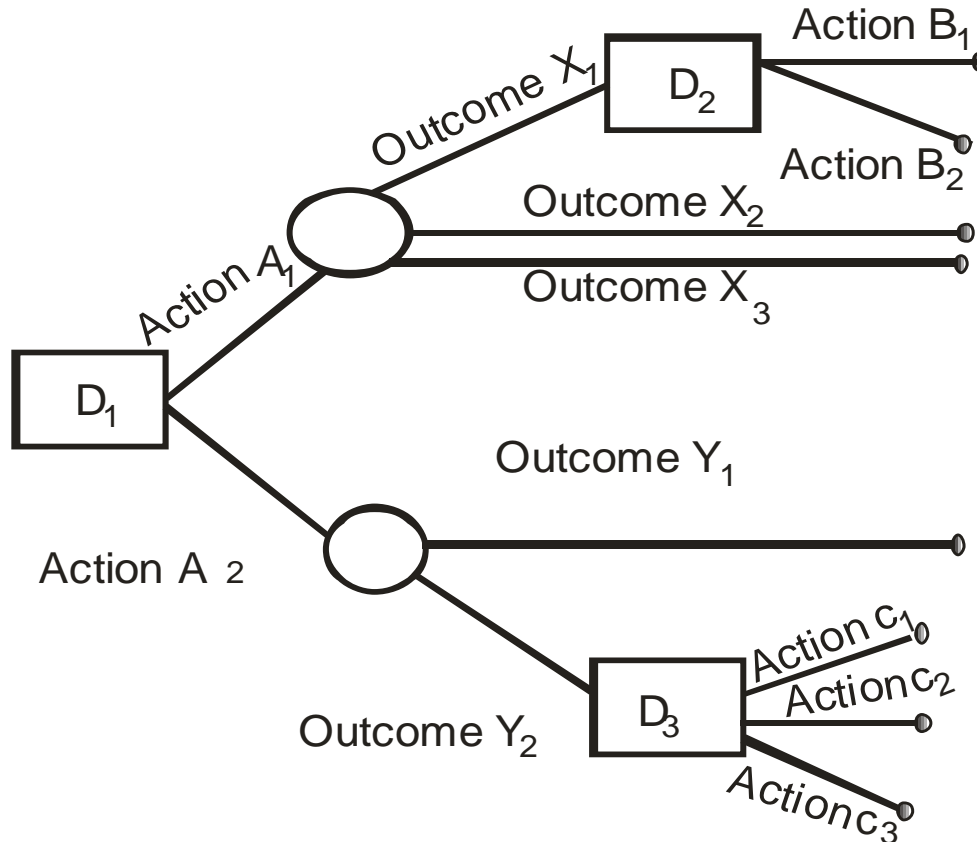 Action B₁
Outcome X₁
D₂
Action B₂
Outcome X₂
Action A₁
Outcome X₃
D₁
Outcome Y₁
Action A 2
Action c₁
Action c₂
D₃
Outcome Y₂
Action c₃